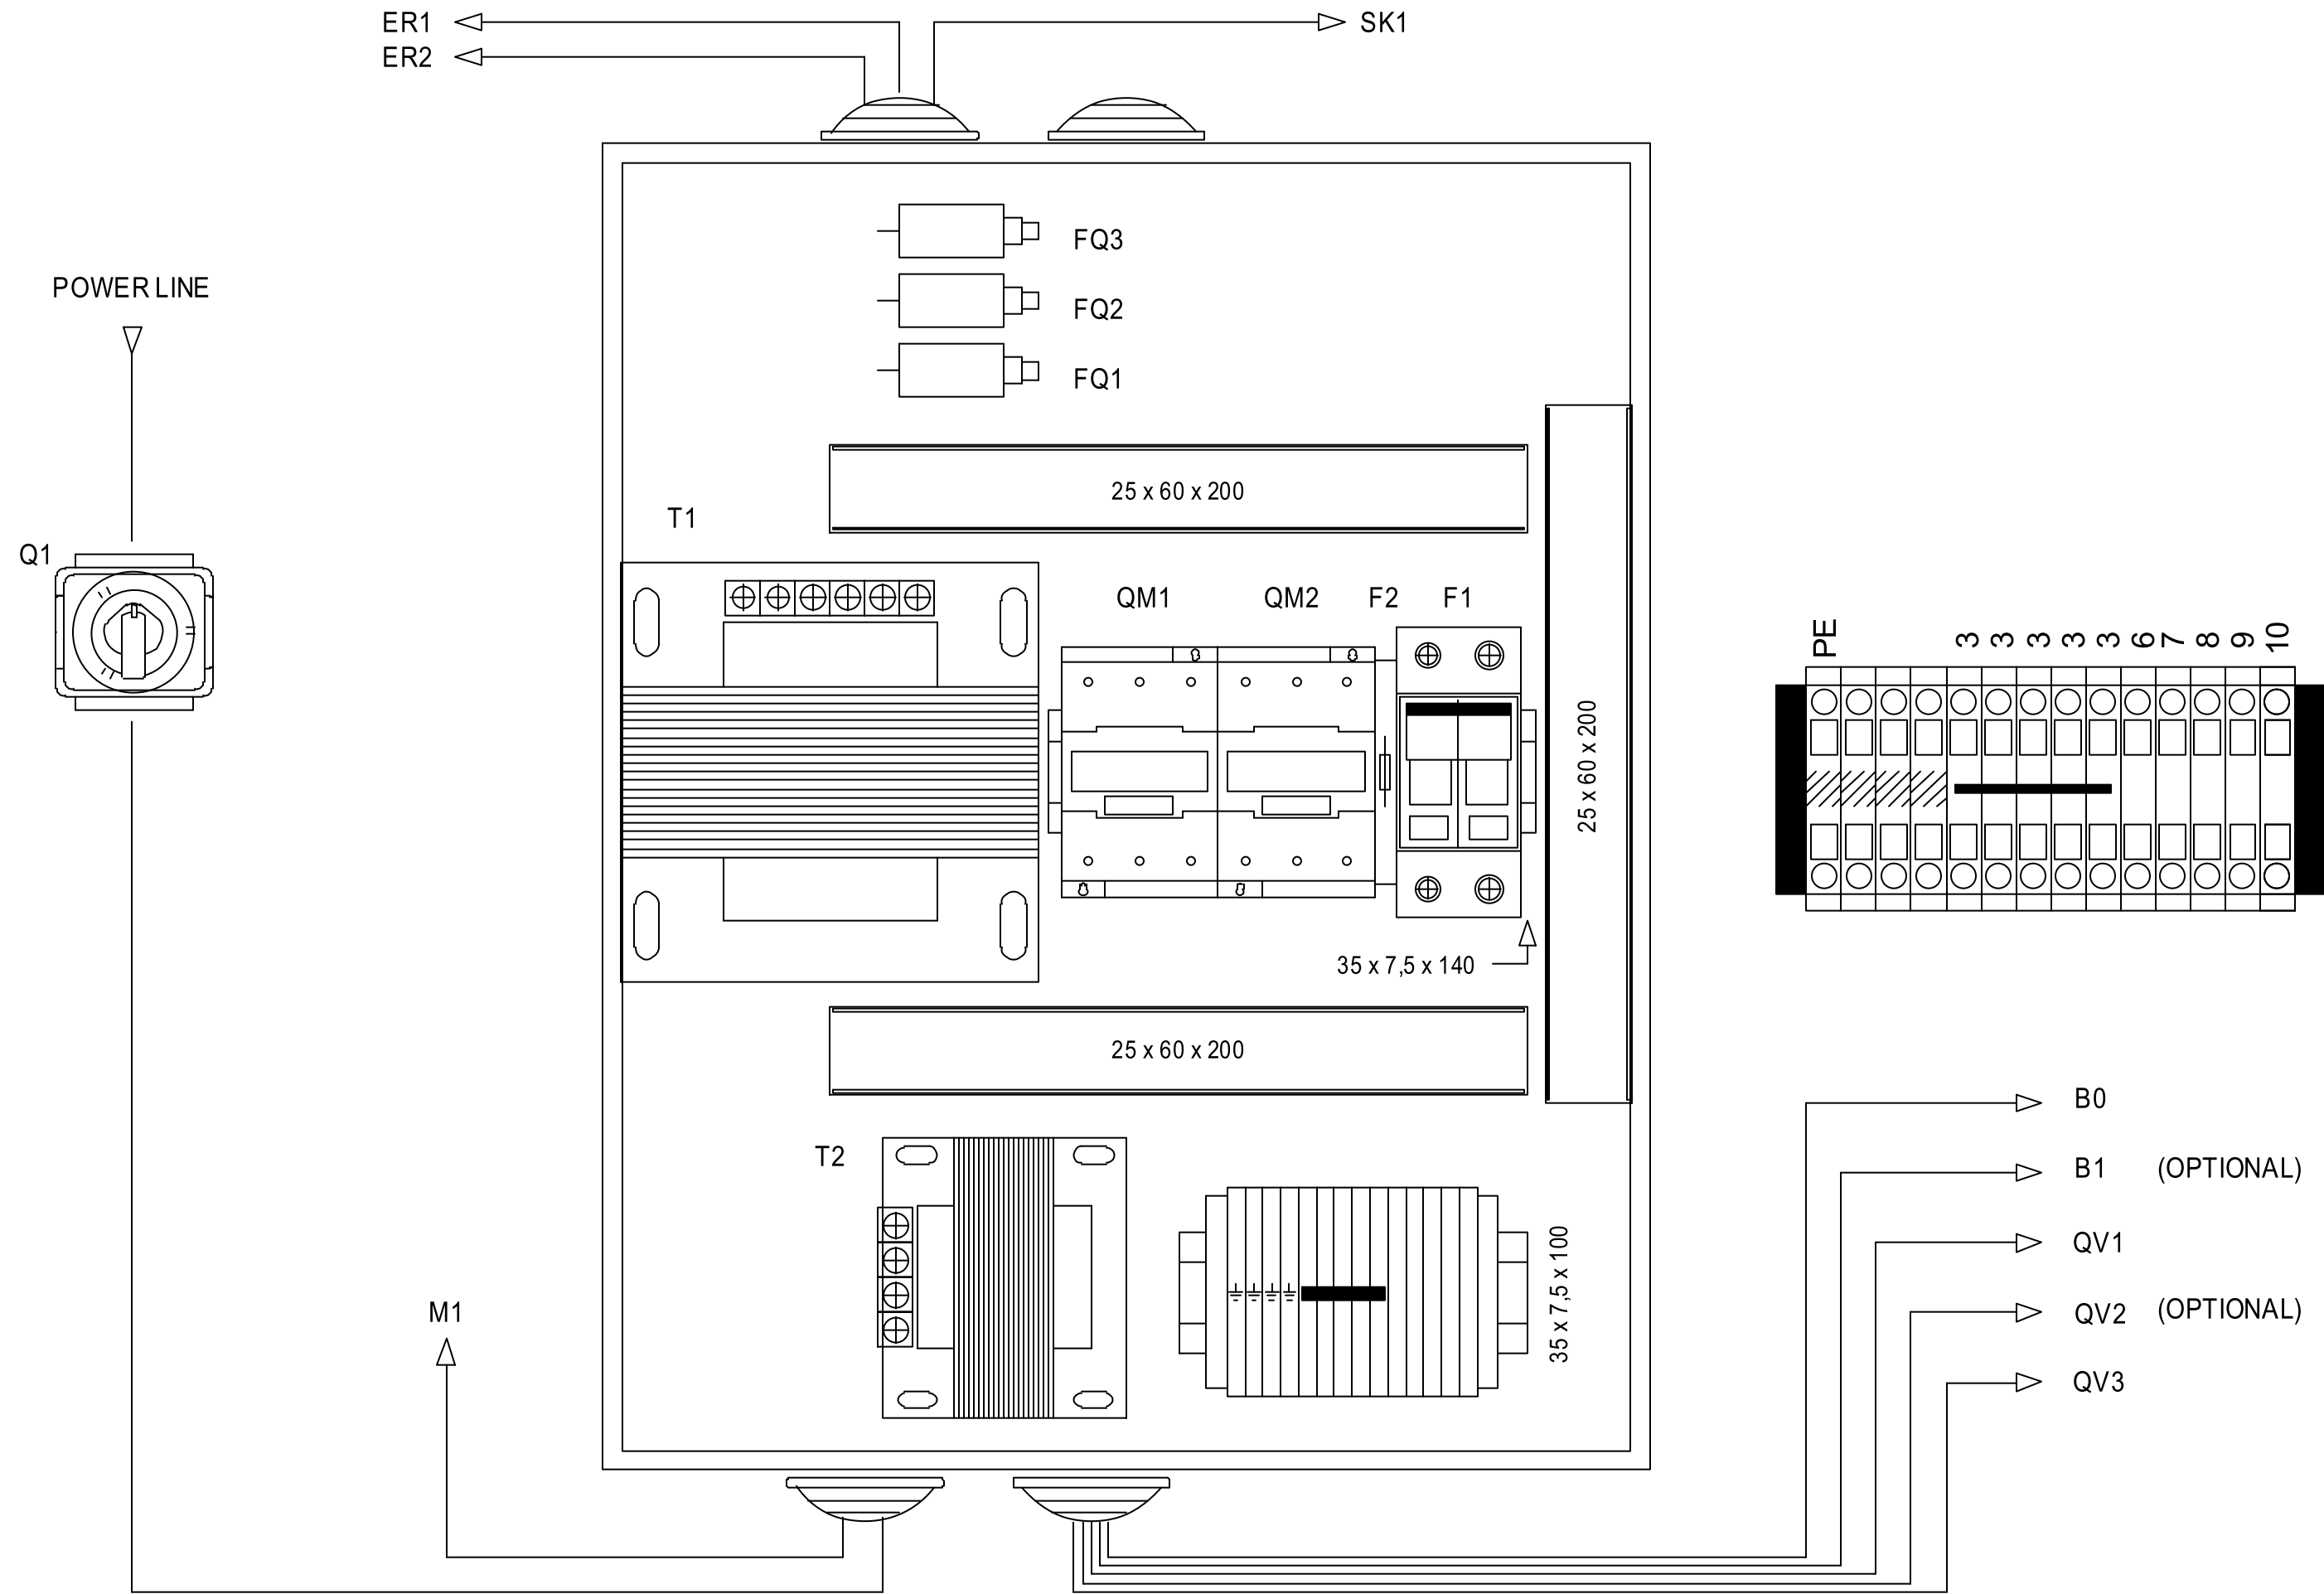 ER1
SK1
ER2
FQ3
POWER LINE
FQ2
FQ1
25 x 60 x 200
T1
Q1
QM1 QM2 F2 F1
PE 3 3 3 3 3 6 7 8 9 10
25 x 60 x 200
35 x 7,5 x 140
25 x 60 x 200
B0
T2
B1 (OPTIONAL)
QV1
35 x 7,5 x 100
M1
QV2 (OPTIONAL)
QV3